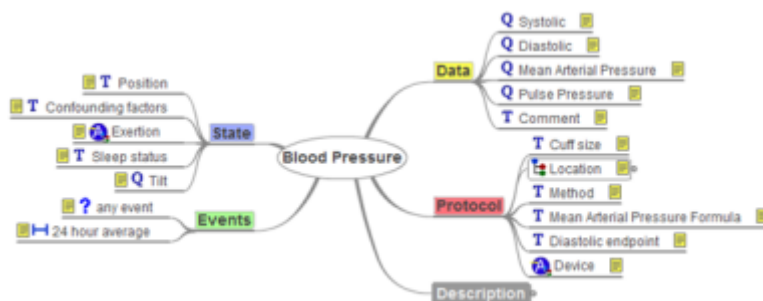 Blood Pressure
Data
Q Systolic
Q Diastolic
Q Mean Arterial Pressure
Q Pulse Pressure
T Comment
Protocol
T Cuff size
Location
T Method
T Mean Arterial Pressure Formula
T Diastolic endpoint
Device
Description
State
T Position
T Confounding factors
Exertion
T Sleep status
Q Tilt
Events
? any event
24 hour average